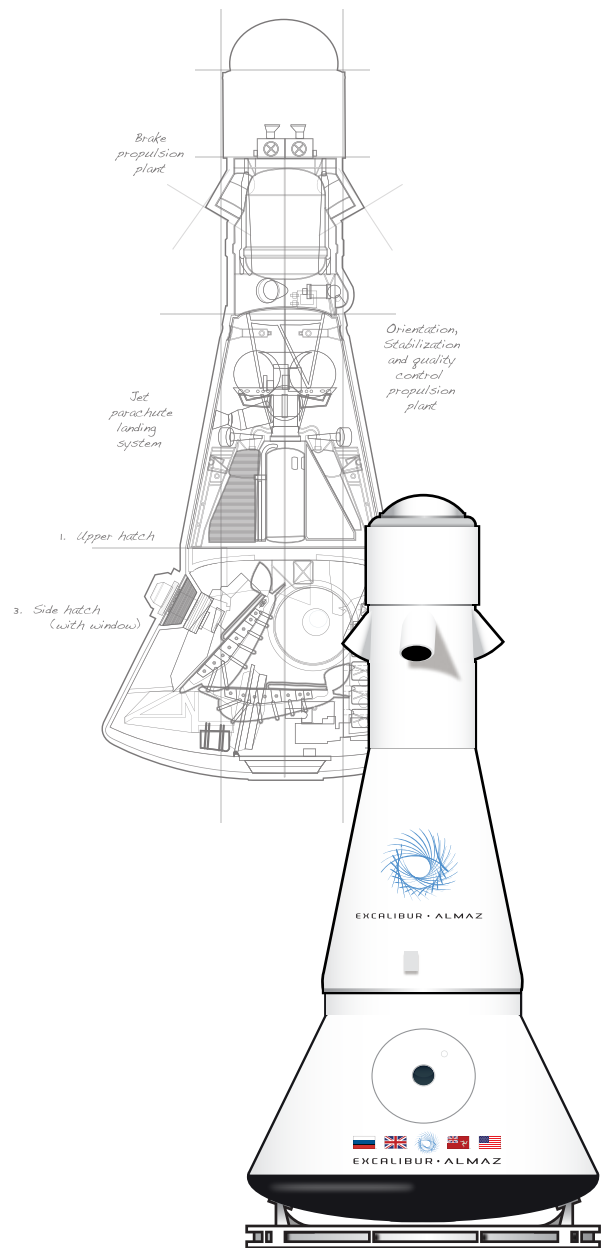 Brake
propulsion
plant
Orientation,
Stabilization
and quality
control
propulsion
plant
Jet
parachute
landing
system
1. Upper hatch
3. Side hatch
(with window)
EXCALIBUR · ALMAZ
EXCALIBUR · ALMAZ